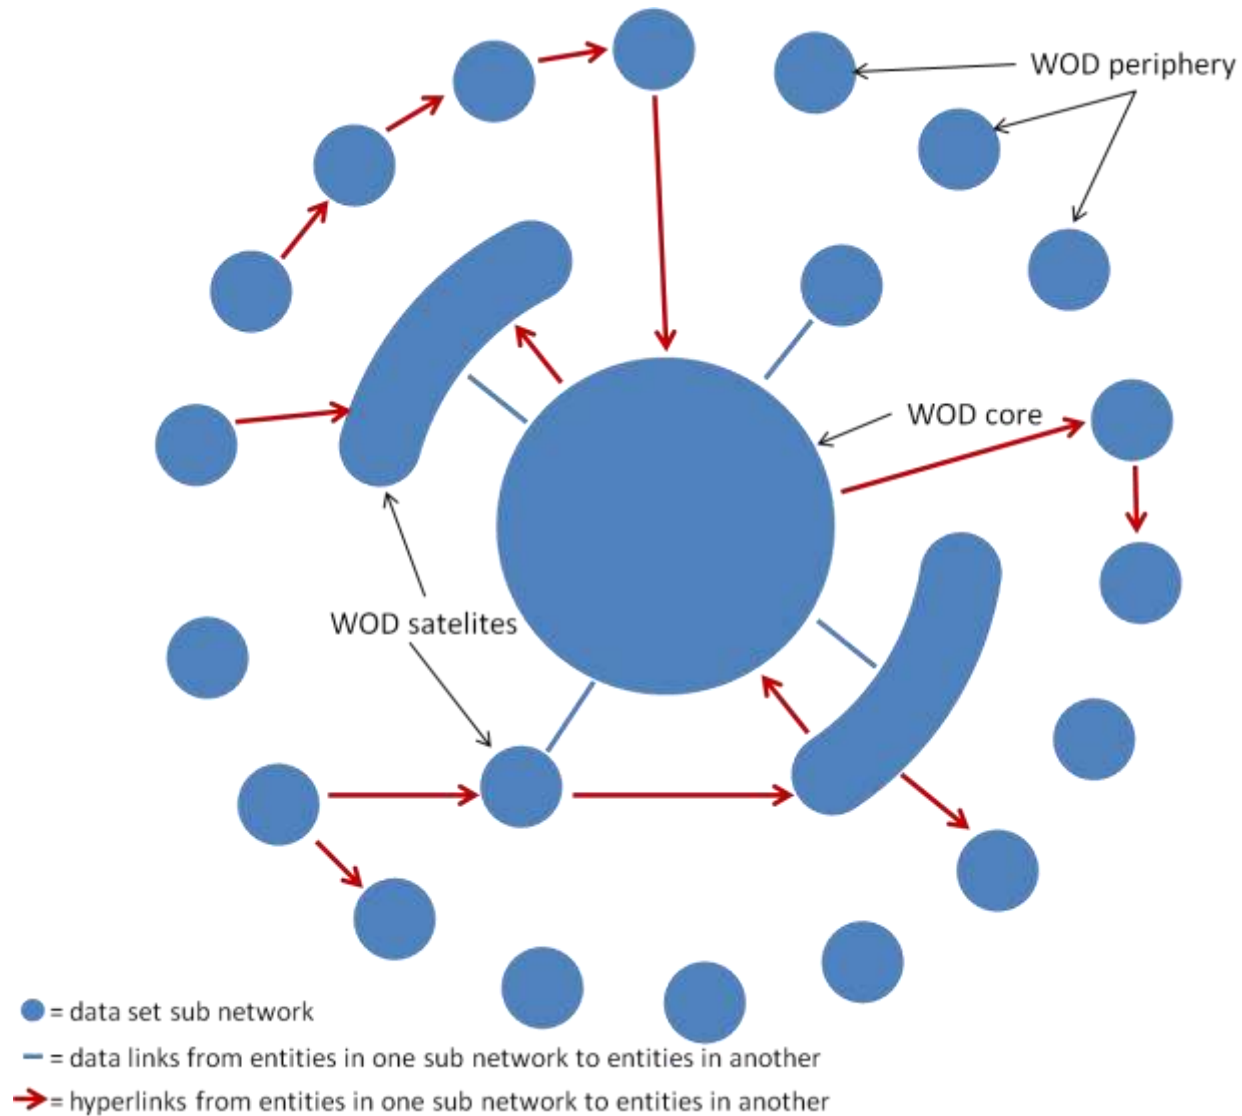 WOD periphery
WOD core
WOD satelites
= data set sub network
= data links from entities in one sub network to entities in another
= hyperlinks from entities in one sub network to entities in another